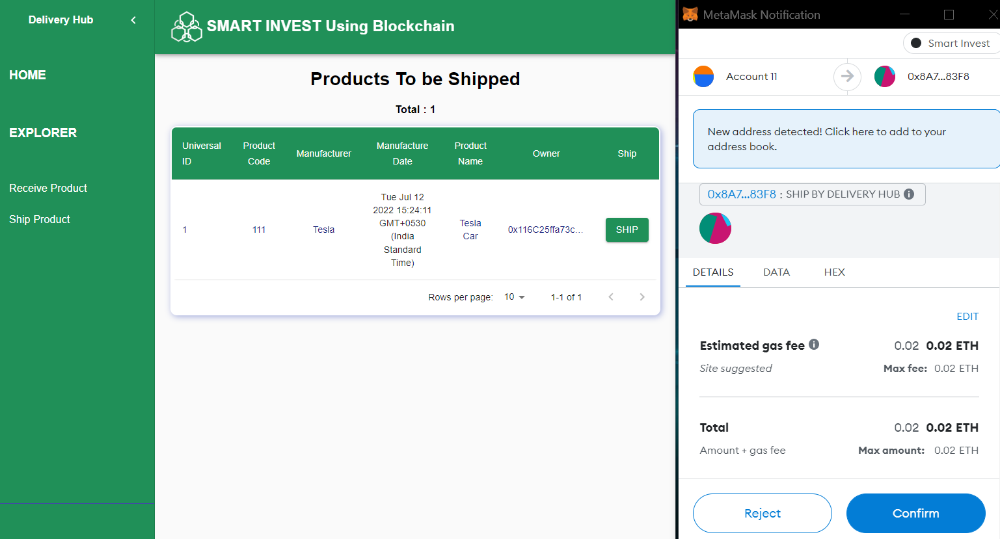 Delivery Hub
HOME
EXPLORER
Receive Product
Ship Product
SMART INVEST Using Blockchain
Products To be Shipped
Total : 1
Universal ID
Product Code
Manufacturer
Manufacture Date
Product Name
Owner
Ship
1
111
Tesla
Tue Jul 12
2022 15:24:11
GMT+0530
(India
Standard
Time)
Tesla
Car
0x116C25ffa73c...
SHIP
Rows per page: 10
1-1 of 1
MetaMask Notification
Smart Invest
Account 11
0x8A7...83F8
New address detected! Click here to add to your
address book.
0x8A7...83F8 : SHIP BY DELIVERY HUB
DETAILS DATA HEX
EDIT
Estimated gas fee 0.02 0.02 ETH
Site suggested Max fee: 0.02 ETH
Total 0.02 0.02 ETH
Amount + gas fee Max amount: 0.02 ETH
Reject Confirm